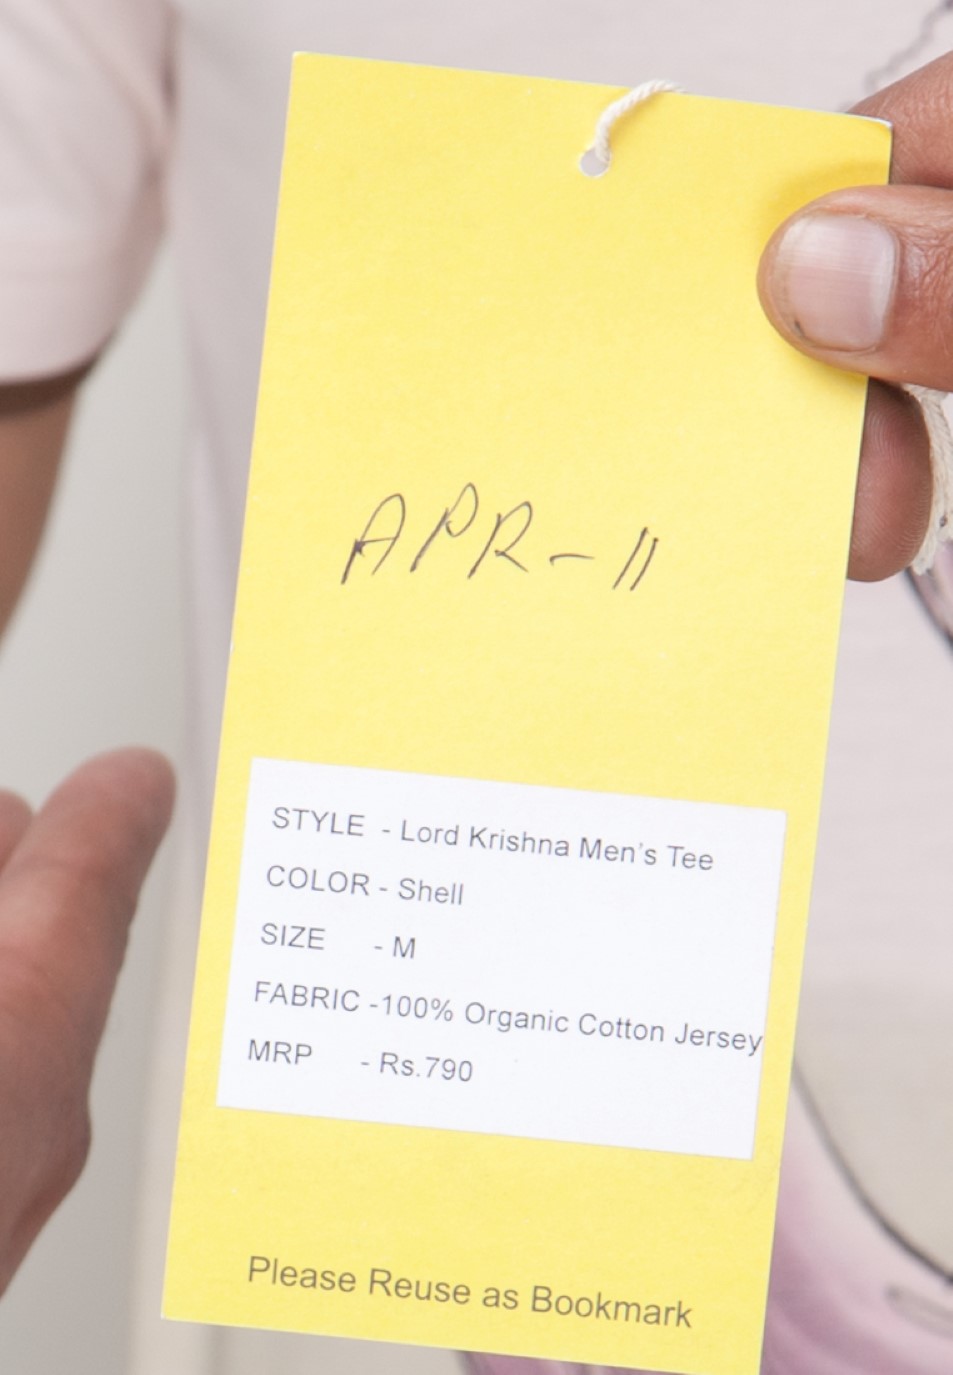 APR-11
STYLE - Lord Krishna Men's Tee
COLOR - Shell
SIZE - M
FABRIC -100% Organic Cotton Jersey
MRP - Rs.790
Please Reuse as Bookmark